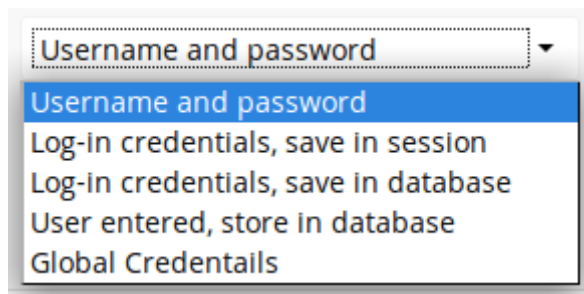 Username and password
Username and password
Log-in credentials, save in session
Log-in credentials, save in database
User entered, store in database
Global Credentails